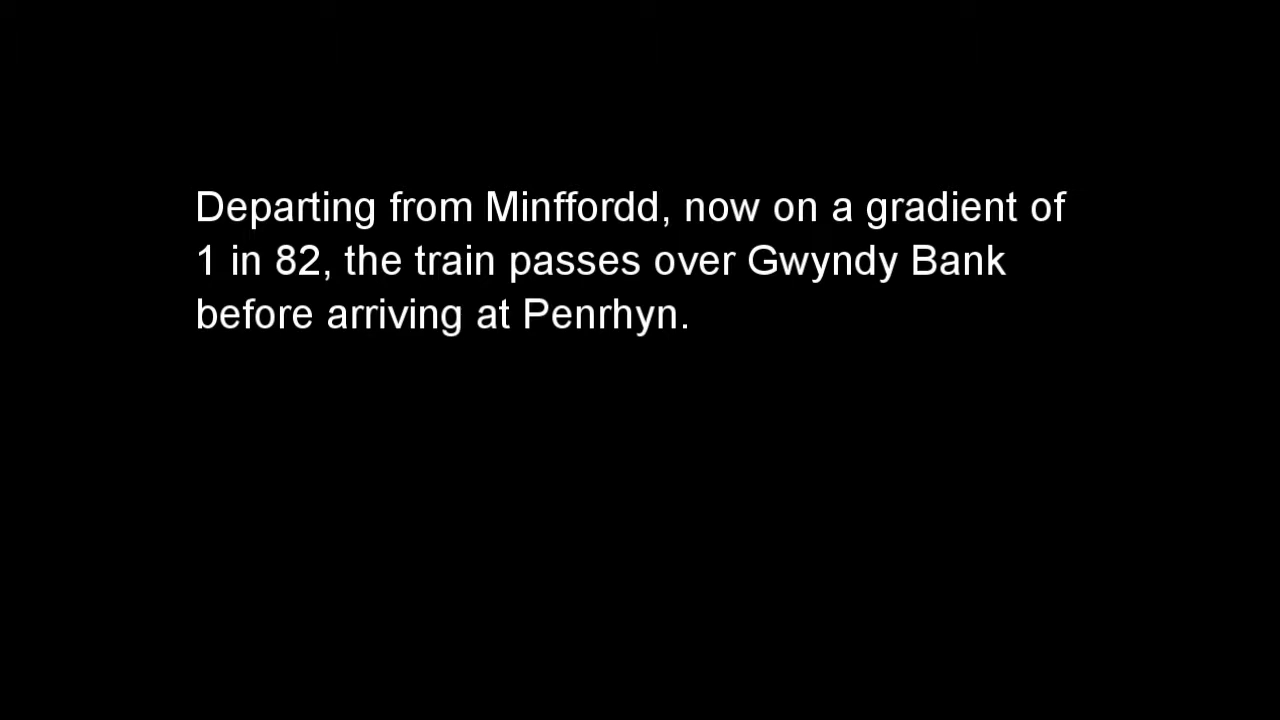 Departing from Minffordd, now on a gradient of
1 in 82, the train passes over Gwyndy Bank
before arriving at Penrhyn.